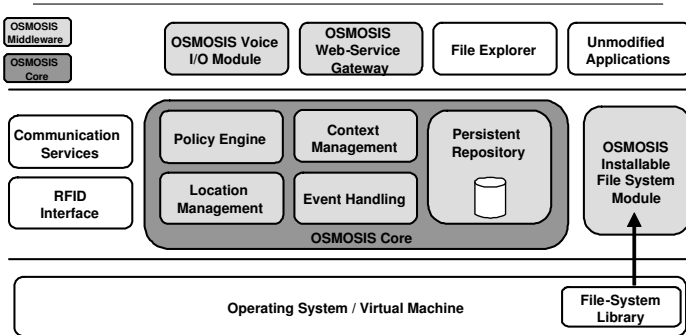 OSMOSIS
Middleware
OSMOSIS
Core
OSMOSIS Voice
I/O Module
OSMOSIS
Web-Service
Gateway
File Explorer
Unmodified
Applications
Communication
Services
RFID
Interface
Policy Engine
Context
Management
Location
Management
Event Handling
Persistent
Repository
OSMOSIS Core
OSMOSIS
Installable
File System
Module
Operating System / Virtual Machine
File-System
Library